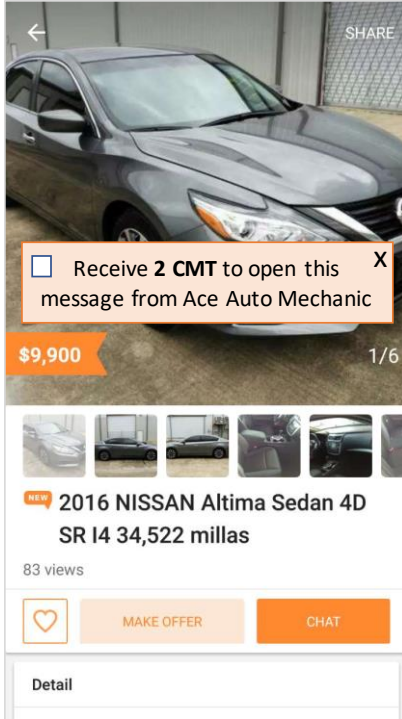 SHARE
Receive 2 CMT to open this X
message from Ace Auto Mechanic
$9,900
1/6
NEW 2016 NISSAN Altima Sedan 4D
SR I4 34,522 millas
83 views
MAKE OFFER
CHAT
Detail